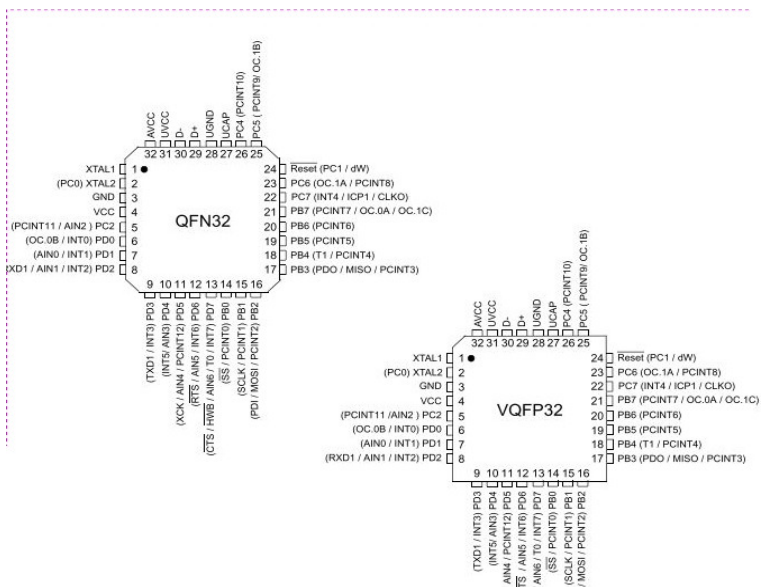 AVCC
UVCC
D-
D+
UGND
UCAP
PC4 (PCINT10)
PC5 ( PCINT9/ OC.1B)
32 31 30 29 28 27 26 25
XTAL1 1
(PC0) XTAL2 2
GND 3
VCC 4
(PCINT11 / AIN2 ) PC2 5
(OC.0B / INT0) PD0 6
(AIN0 / INT1) PD1 7
XD1 / AIN1 / INT2) PD2 8
QFN32
24 Reset (PC1 / dW)
23 PC6 (OC.1A / PCINT8)
22 PC7 (INT4 / ICP1 / CLKO)
21 PB7 (PCINT7 / OC.0A / OC.1C)
20 PB6 (PCINT6)
19 PB5 (PCINT5)
18 PB4 (T1 / PCINT4)
17 PB3 (PDO / MISO / PCINT3)
9 10 11 12 13 14 15 16
(TXD1 / INT3) PD3
(INT5/ AIN3) PD4
(XCK / AIN4 / PCINT12) PD5
(RTS / AIN5 / INT6) PD6
(CTS / HWB / AIN6 / T0 / INT7) PD7
(SS / PCINT0) PB0
(SCLK / PCINT1) PB1
(PDI / MOSI / PCINT2) PB2
AVCC
UVCC
D-
D+
UGND
UCAP
PC4 (PCINT10)
PC5 ( PCINT9/ OC.1B)
32 31 30 29 28 27 26 25
XTAL1 1
(PC0) XTAL2 2
GND 3
VCC 4
(PCINT11 /AIN2 ) PC2 5
(OC.0B / INT0) PD0 6
(AIN0 / INT1) PD1 7
(RXD1 / AIN1 / INT2) PD2 8
VQFP32
24 Reset (PC1 / dW)
23 PC6 (OC.1A / PCINT8)
22 PC7 (INT4 / ICP1 / CLKO)
21 PB7 (PCINT7 / OC.0A / OC.1C)
20 PB6 (PCINT6)
19 PB5 (PCINT5)
18 PB4 (T1 / PCINT4)
17 PB3 (PDO / MISO / PCINT3)
9 10 11 12 13 14 15 16
(TXD1 / INT3) PD3
(INT5/ AIN3) PD4
AIN4 / PCINT12) PD5
TS / AIN5 / INT6) PD6
AIN6 / T0 / INT7) PD7
(SS / PCINT0) PB0
(SCLK / PCINT1) PB1
/ MOSI / PCINT2) PB2